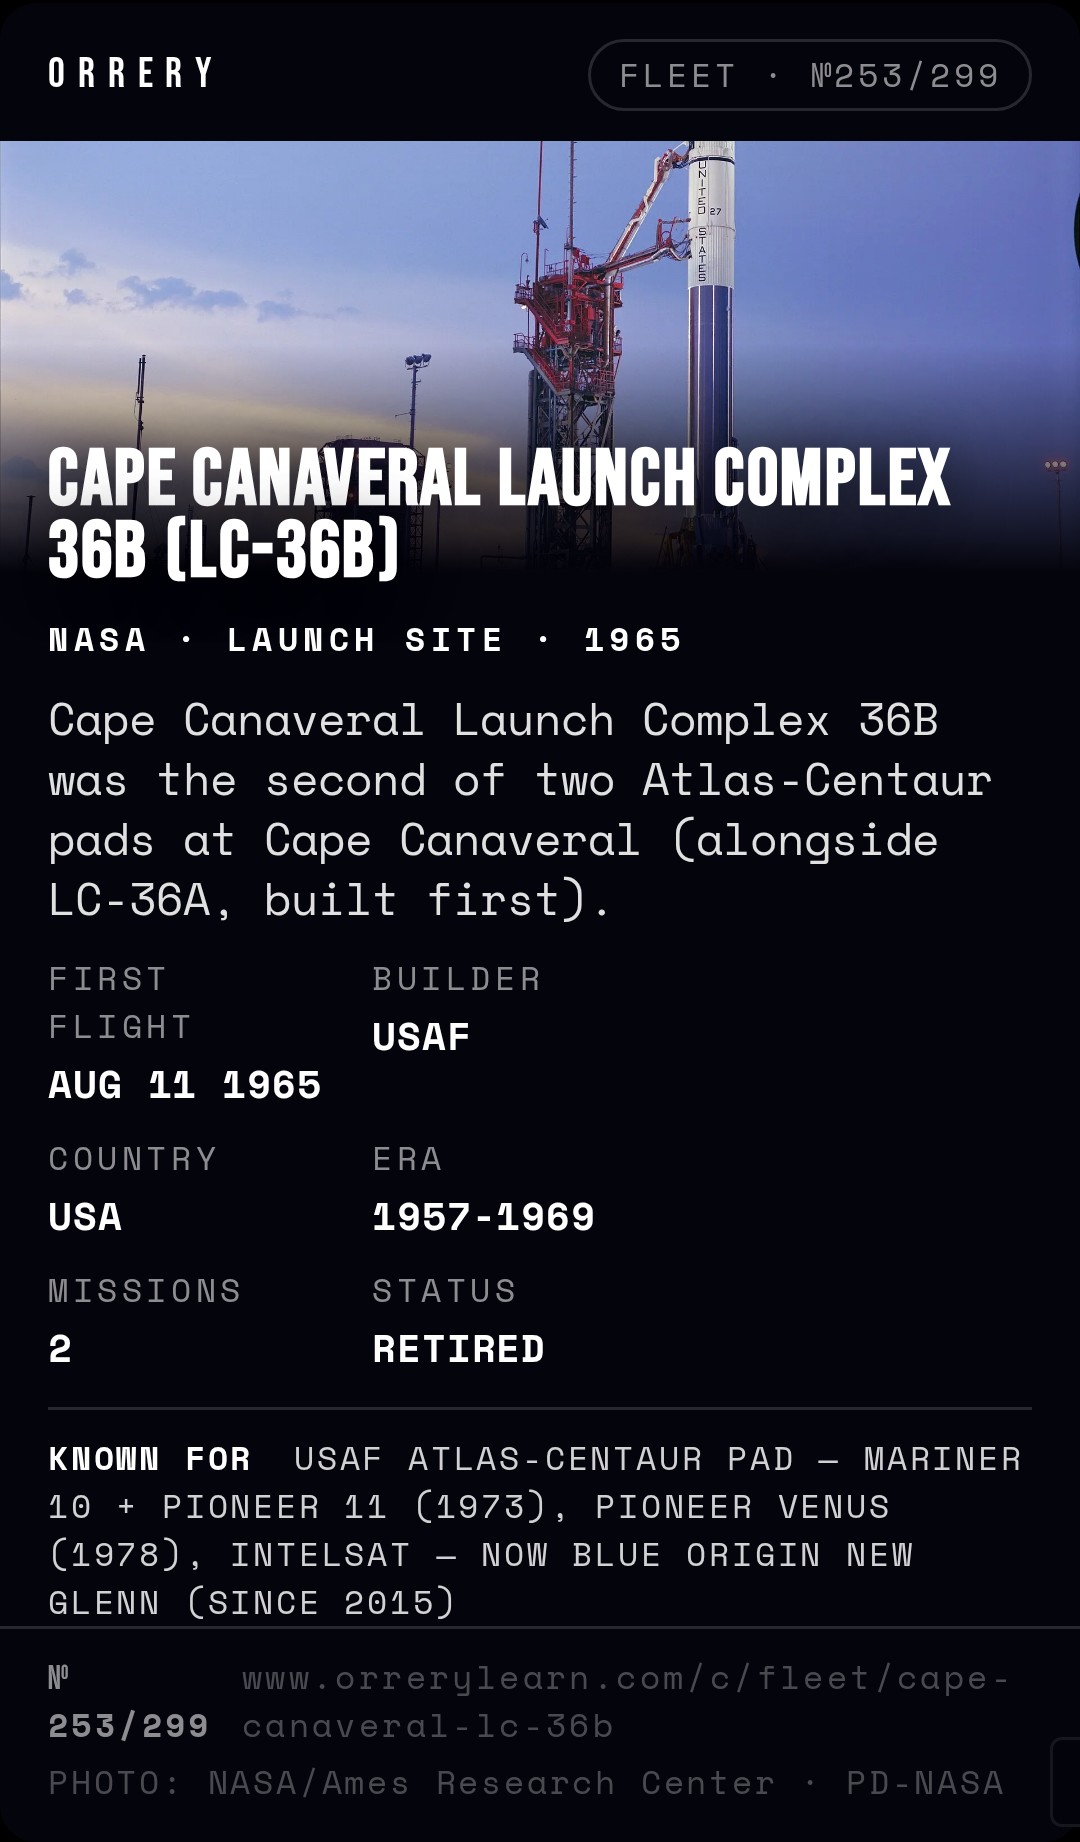 ORRERY
FLEET · №253/299
UNITED STATES
27
CAPE CANAVERAL LAUNCH COMPLEX
36B (LC-36B)
NASA · LAUNCH SITE · 1965
Cape Canaveral Launch Complex 36B
was the second of two Atlas-Centaur
pads at Cape Canaveral (alongside
LC-36A, built first).
FIRST
FLIGHT
AUG 11 1965
BUILDER
USAF
COUNTRY
USA
ERA
1957-1969
MISSIONS
2
STATUS
RETIRED
KNOWN FOR USAF ATLAS-CENTAUR PAD — MARINER
10 + PIONEER 11 (1973), PIONEER VENUS
(1978), INTELSAT — NOW BLUE ORIGIN NEW
GLENN (SINCE 2015)
№
253/299
www.orrerylearn.com/c/fleet/cape-
canaveral-lc-36b
PHOTO: NASA/Ames Research Center · PD-NASA